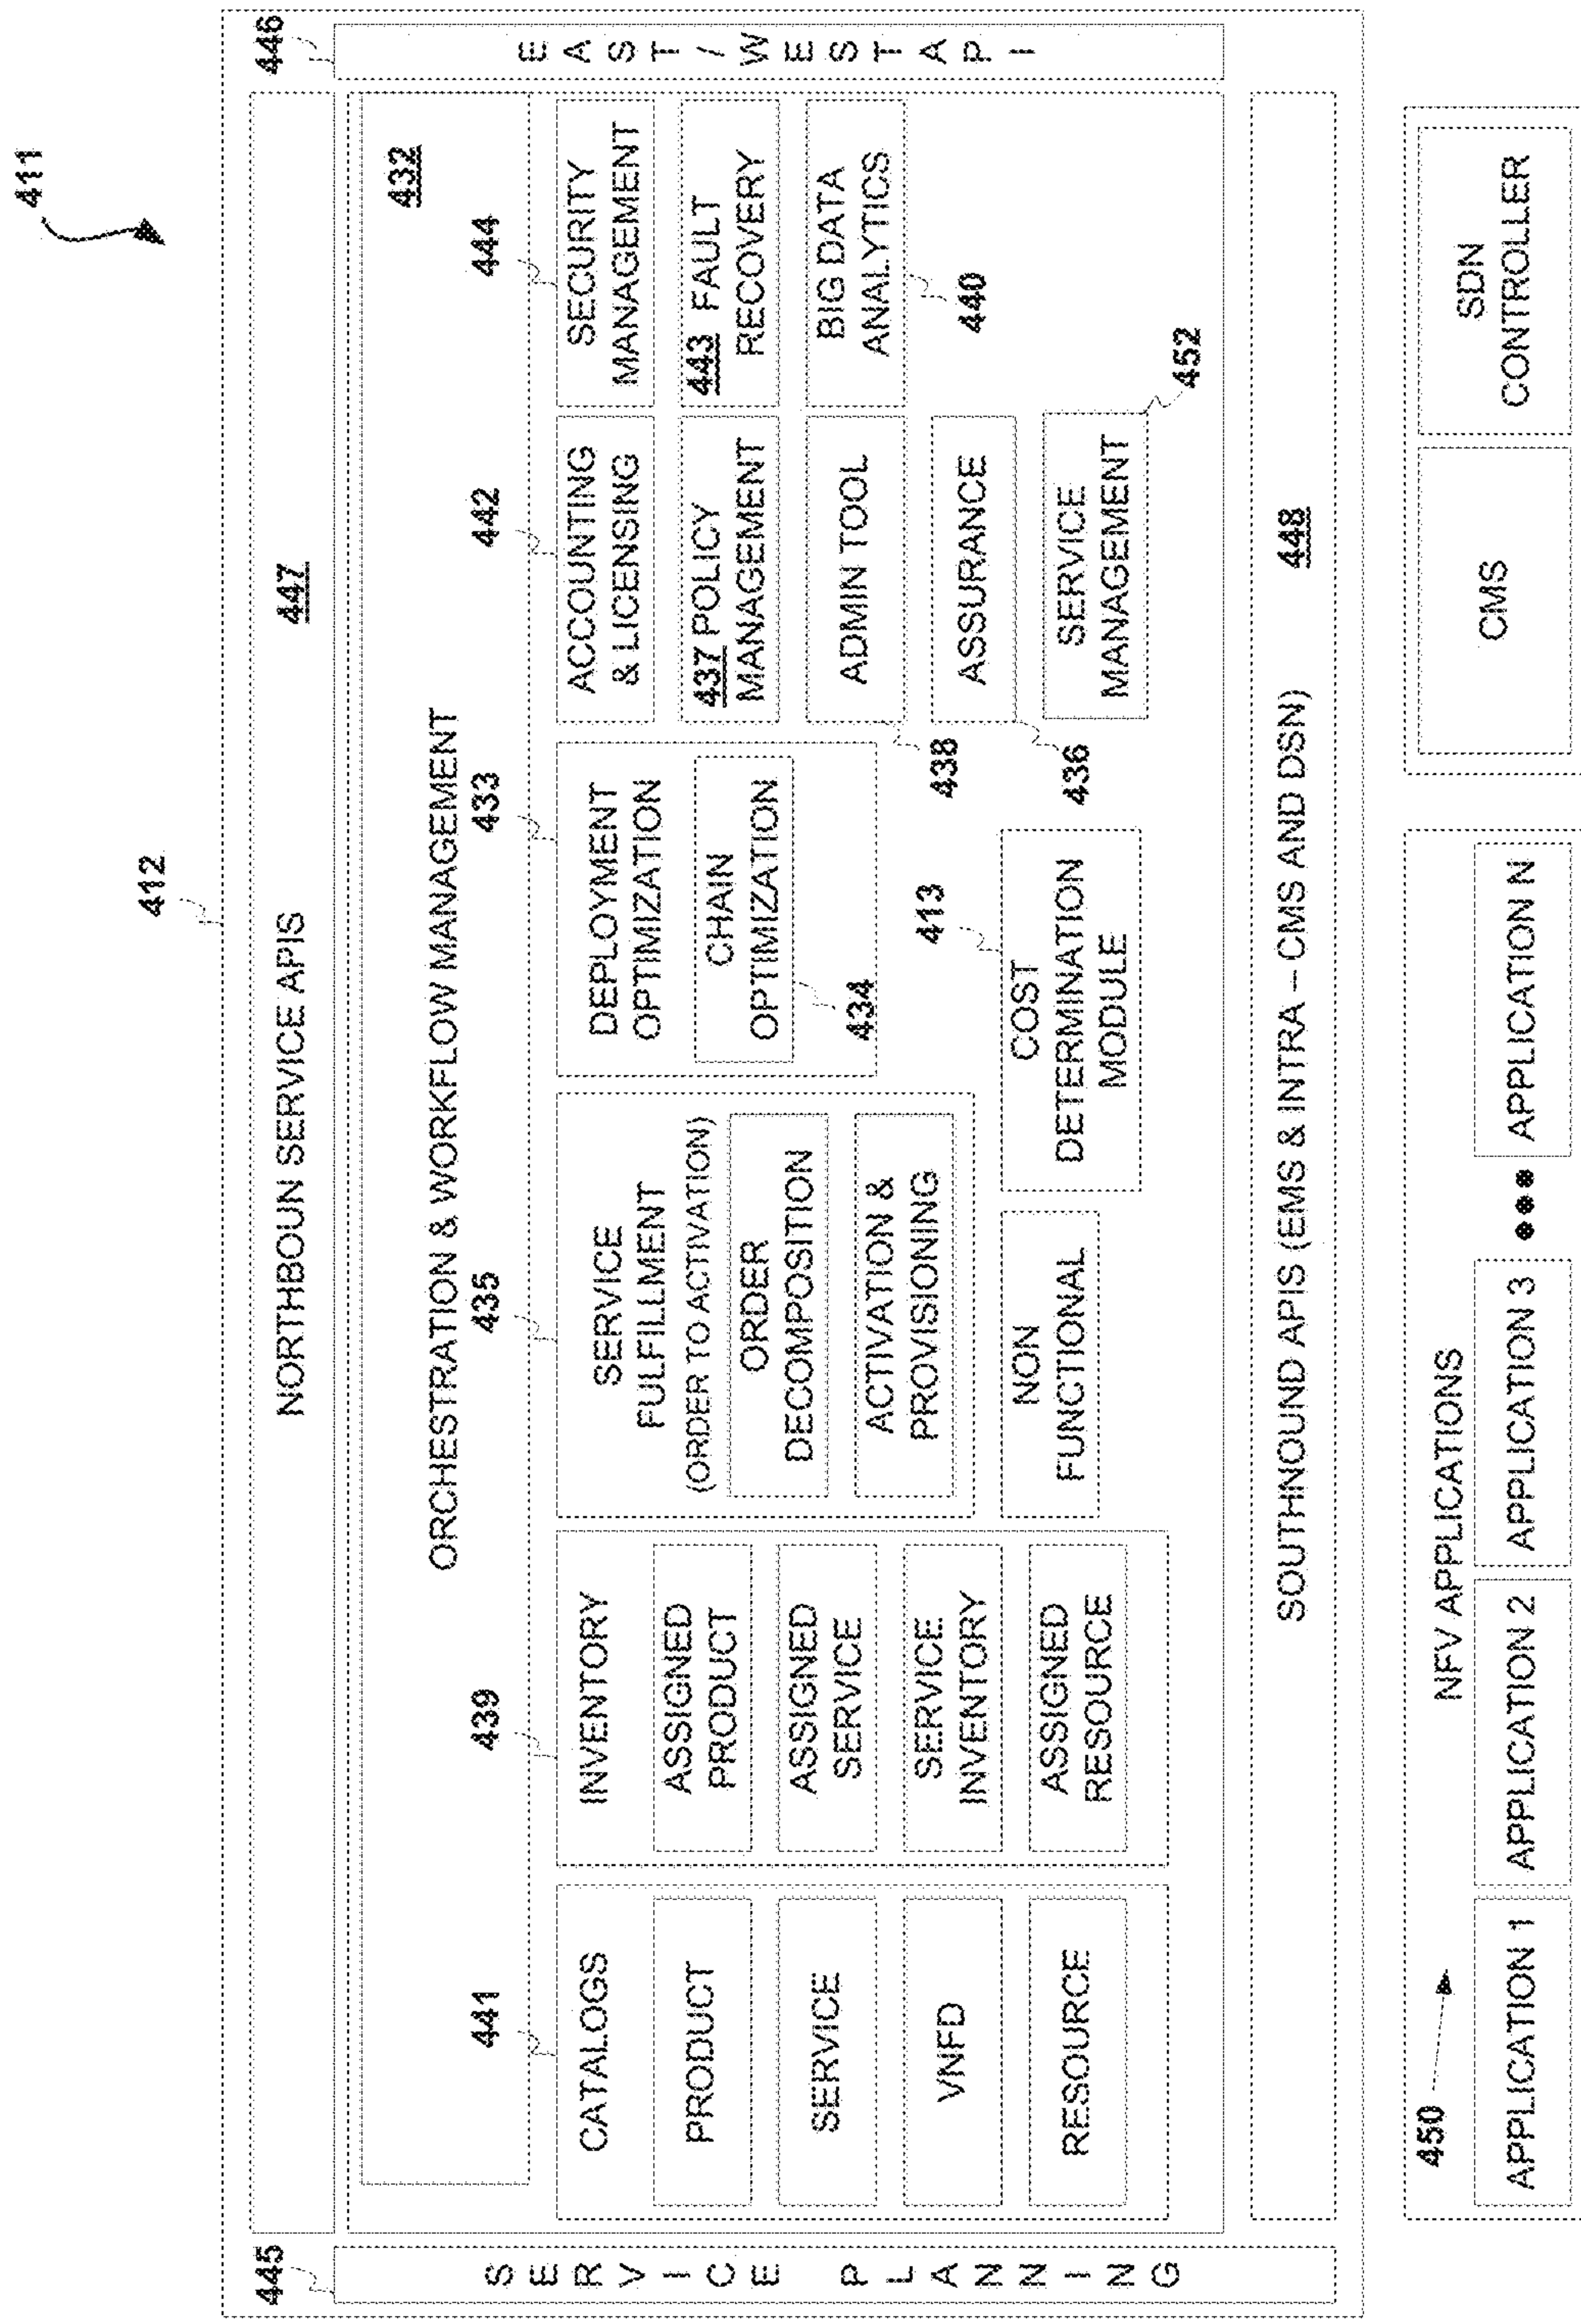 411
412
445
446
NORTHBOUN SERVICE APIS
447
ORCHESTRATION & WORKFLOW MANAGEMENT
432
SERVICE PLANNING
EAST/WEST API
441
CATALOGS
PRODUCT
SERVICE
VNFD
RESOURCE
439
INVENTORY
ASSIGNED
PRODUCT
ASSIGNED
SERVICE
SERVICE
INVENTORY
ASSIGNED
RESOURCE
435
SERVICE
FULFILLMENT
(ORDER TO ACTIVATION)
ORDER
DECOMPOSITION
ACTIVATION &
PROVISIONING
NON
FUNCTIONAL
433
DEPLOYMENT
OPTIMIZATION
CHAIN
OPTIMIZATION
434
413
COST
DETERMINATION
MODULE
442
ACCOUNTING
& LICENSING
437 POLICY
MANAGEMENT
ADMIN TOOL
438
ASSURANCE
436
SERVICE
MANAGEMENT
452
444
SECURITY
MANAGEMENT
443 FAULT
RECOVERY
BIG DATA
ANALYTICS
440
SOUTHNOUND APIS (EMS & INTRA – CMS AND DSN)
448
450
NFV APPLICATIONS
APPLICATION 1
APPLICATION 2
APPLICATION 3
●●●
APPLICATION N
CMS
SDN
CONTROLLER